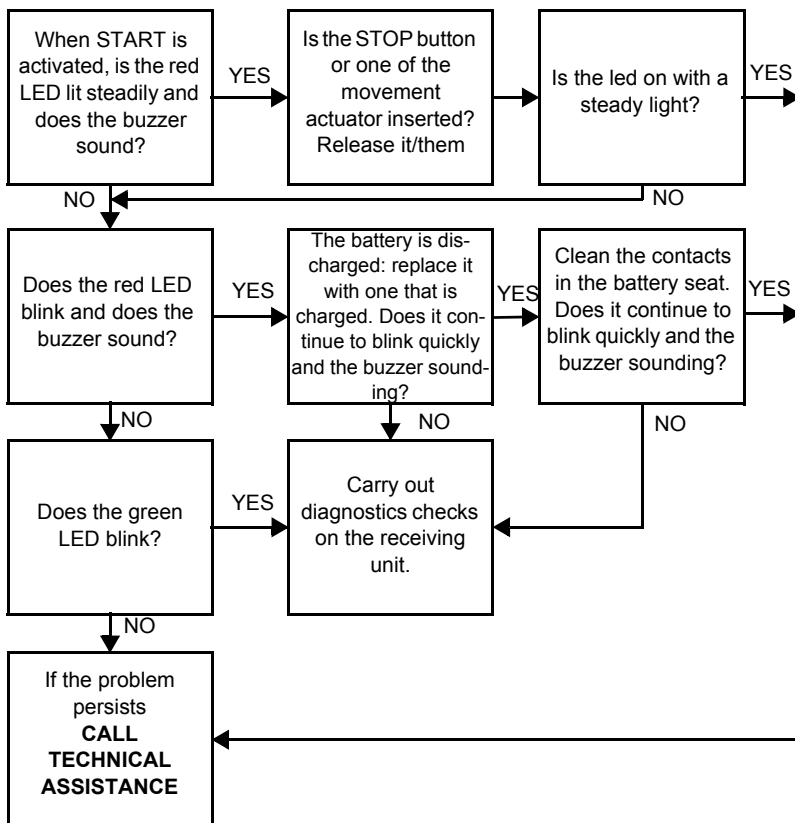 When START is
activated, is the red
LED lit steadily and
does the buzzer
sound?
YES
Is the STOP button
or one of the
movement
actuator inserted?
Release it/them
Is the led on with a
steady light?
YES
NO
NO
Does the red LED
blink and does the
buzzer sound?
YES
The battery is dis-
charged: replace it
with one that is
charged. Does it con-
tinue to blink quickly
and the buzzer sound-
ing?
YES
Clean the contacts
in the battery seat.
Does it continue to
blink quickly and the
buzzer sounding?
YES
NO
NO
NO
Does the green
LED blink?
YES
Carry out
diagnostics checks
on the receiving
unit.
NO
If the problem
persists
CALL
TECHNICAL
ASSISTANCE